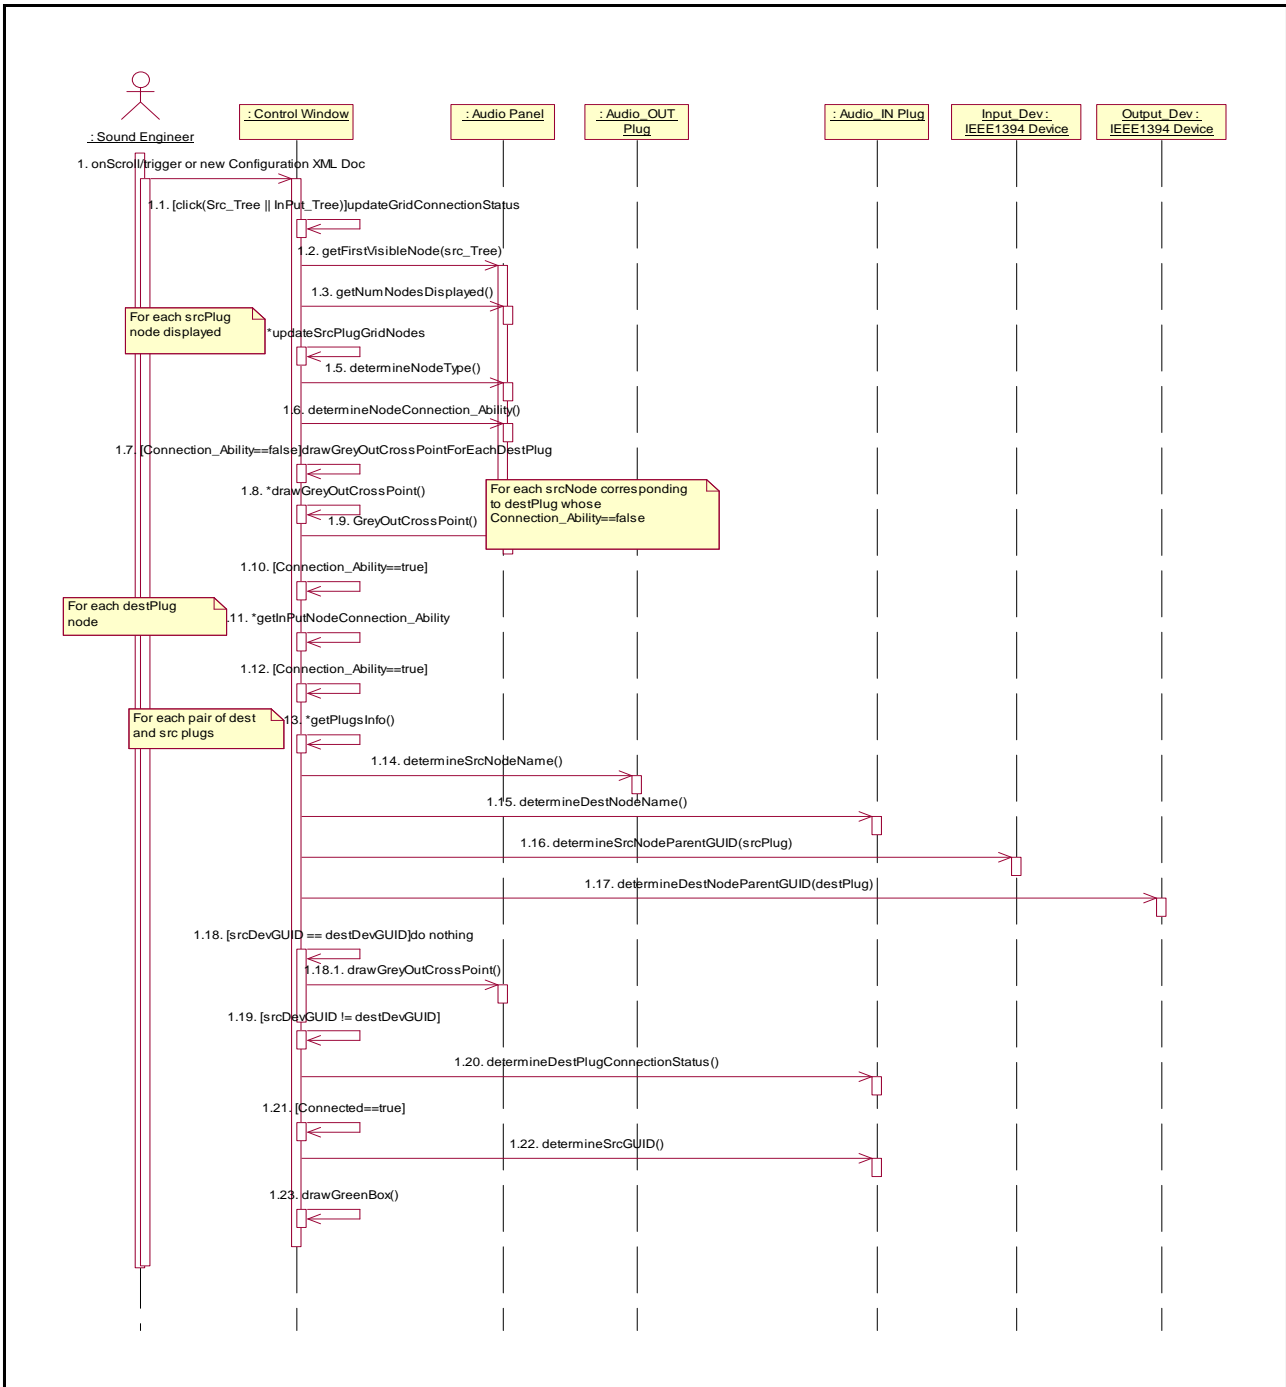 : Sound Engineer
: Control Window
: Audio Panel
: Audio_OUT
Plug
: Audio_IN Plug
Input_Dev :
IEEE1394 Device
Output_Dev :
IEEE1394 Device
1. onScroll/trigger or new Configuration XML Doc
1.1. [click(Src_Tree || InPut_Tree)]updateGridConnectionStatus
1.2. getFirstVisibleNode(src_Tree)
1.3. getNumNodesDisplayed()
For each srcPlug
node displayed
*updateSrcPlugGridNodes
1.5. determineNodeType()
1.6. determineNodeConnection_Ability()
1.7. [Connection_Ability==false]drawGreyOutCrossPointForEachDestPlug
1.8. *drawGreyOutCrossPoint()
For each srcNode corresponding
to destPlug whose
Connection_Ability==false
1.9. GreyOutCrossPoint()
1.10. [Connection_Ability==true]
For each destPlug
node
.11. *getInPutNodeConnection_Ability
1.12. [Connection_Ability==true]
For each pair of dest
and src plugs
13. *getPlugsInfo()
1.14. determineSrcNodeName()
1.15. determineDestNodeName()
1.16. determineSrcNodeParentGUID(srcPlug)
1.17. determineDestNodeParentGUID(destPlug)
1.18. [srcDevGUID == destDevGUID]do nothing
1.18.1. drawGreyOutCrossPoint()
1.19. [srcDevGUID != destDevGUID]
1.20. determineDestPlugConnectionStatus()
1.21. [Connected==true]
1.22. determineSrcGUID()
1.23. drawGreenBox()